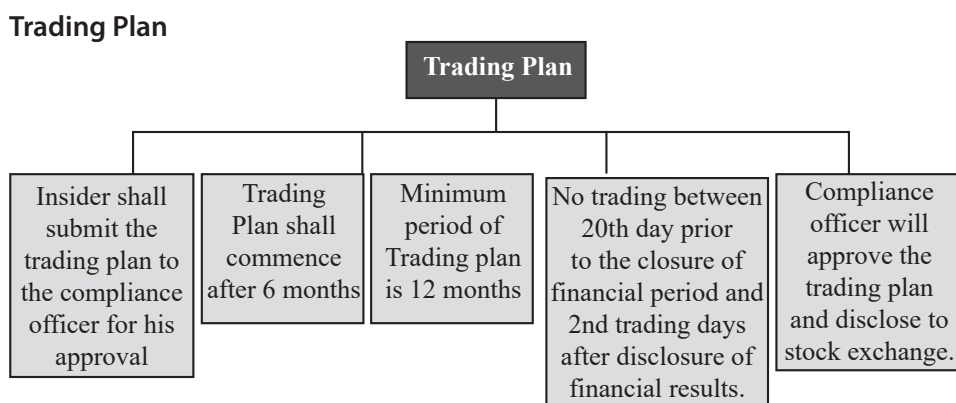 Trading Plan
Trading Plan
Insider shall
submit the
trading plan to
the compliance
officer for his
approval
Trading
Plan shall
commence
after 6 months
Minimum
period of
Trading plan
is 12 months
No trading between
20th day prior
to the closure of
financial period and
2nd trading days
after disclosure of
financial results.
Compliance
officer will
approve the
trading plan
and disclose to
stock exchange.